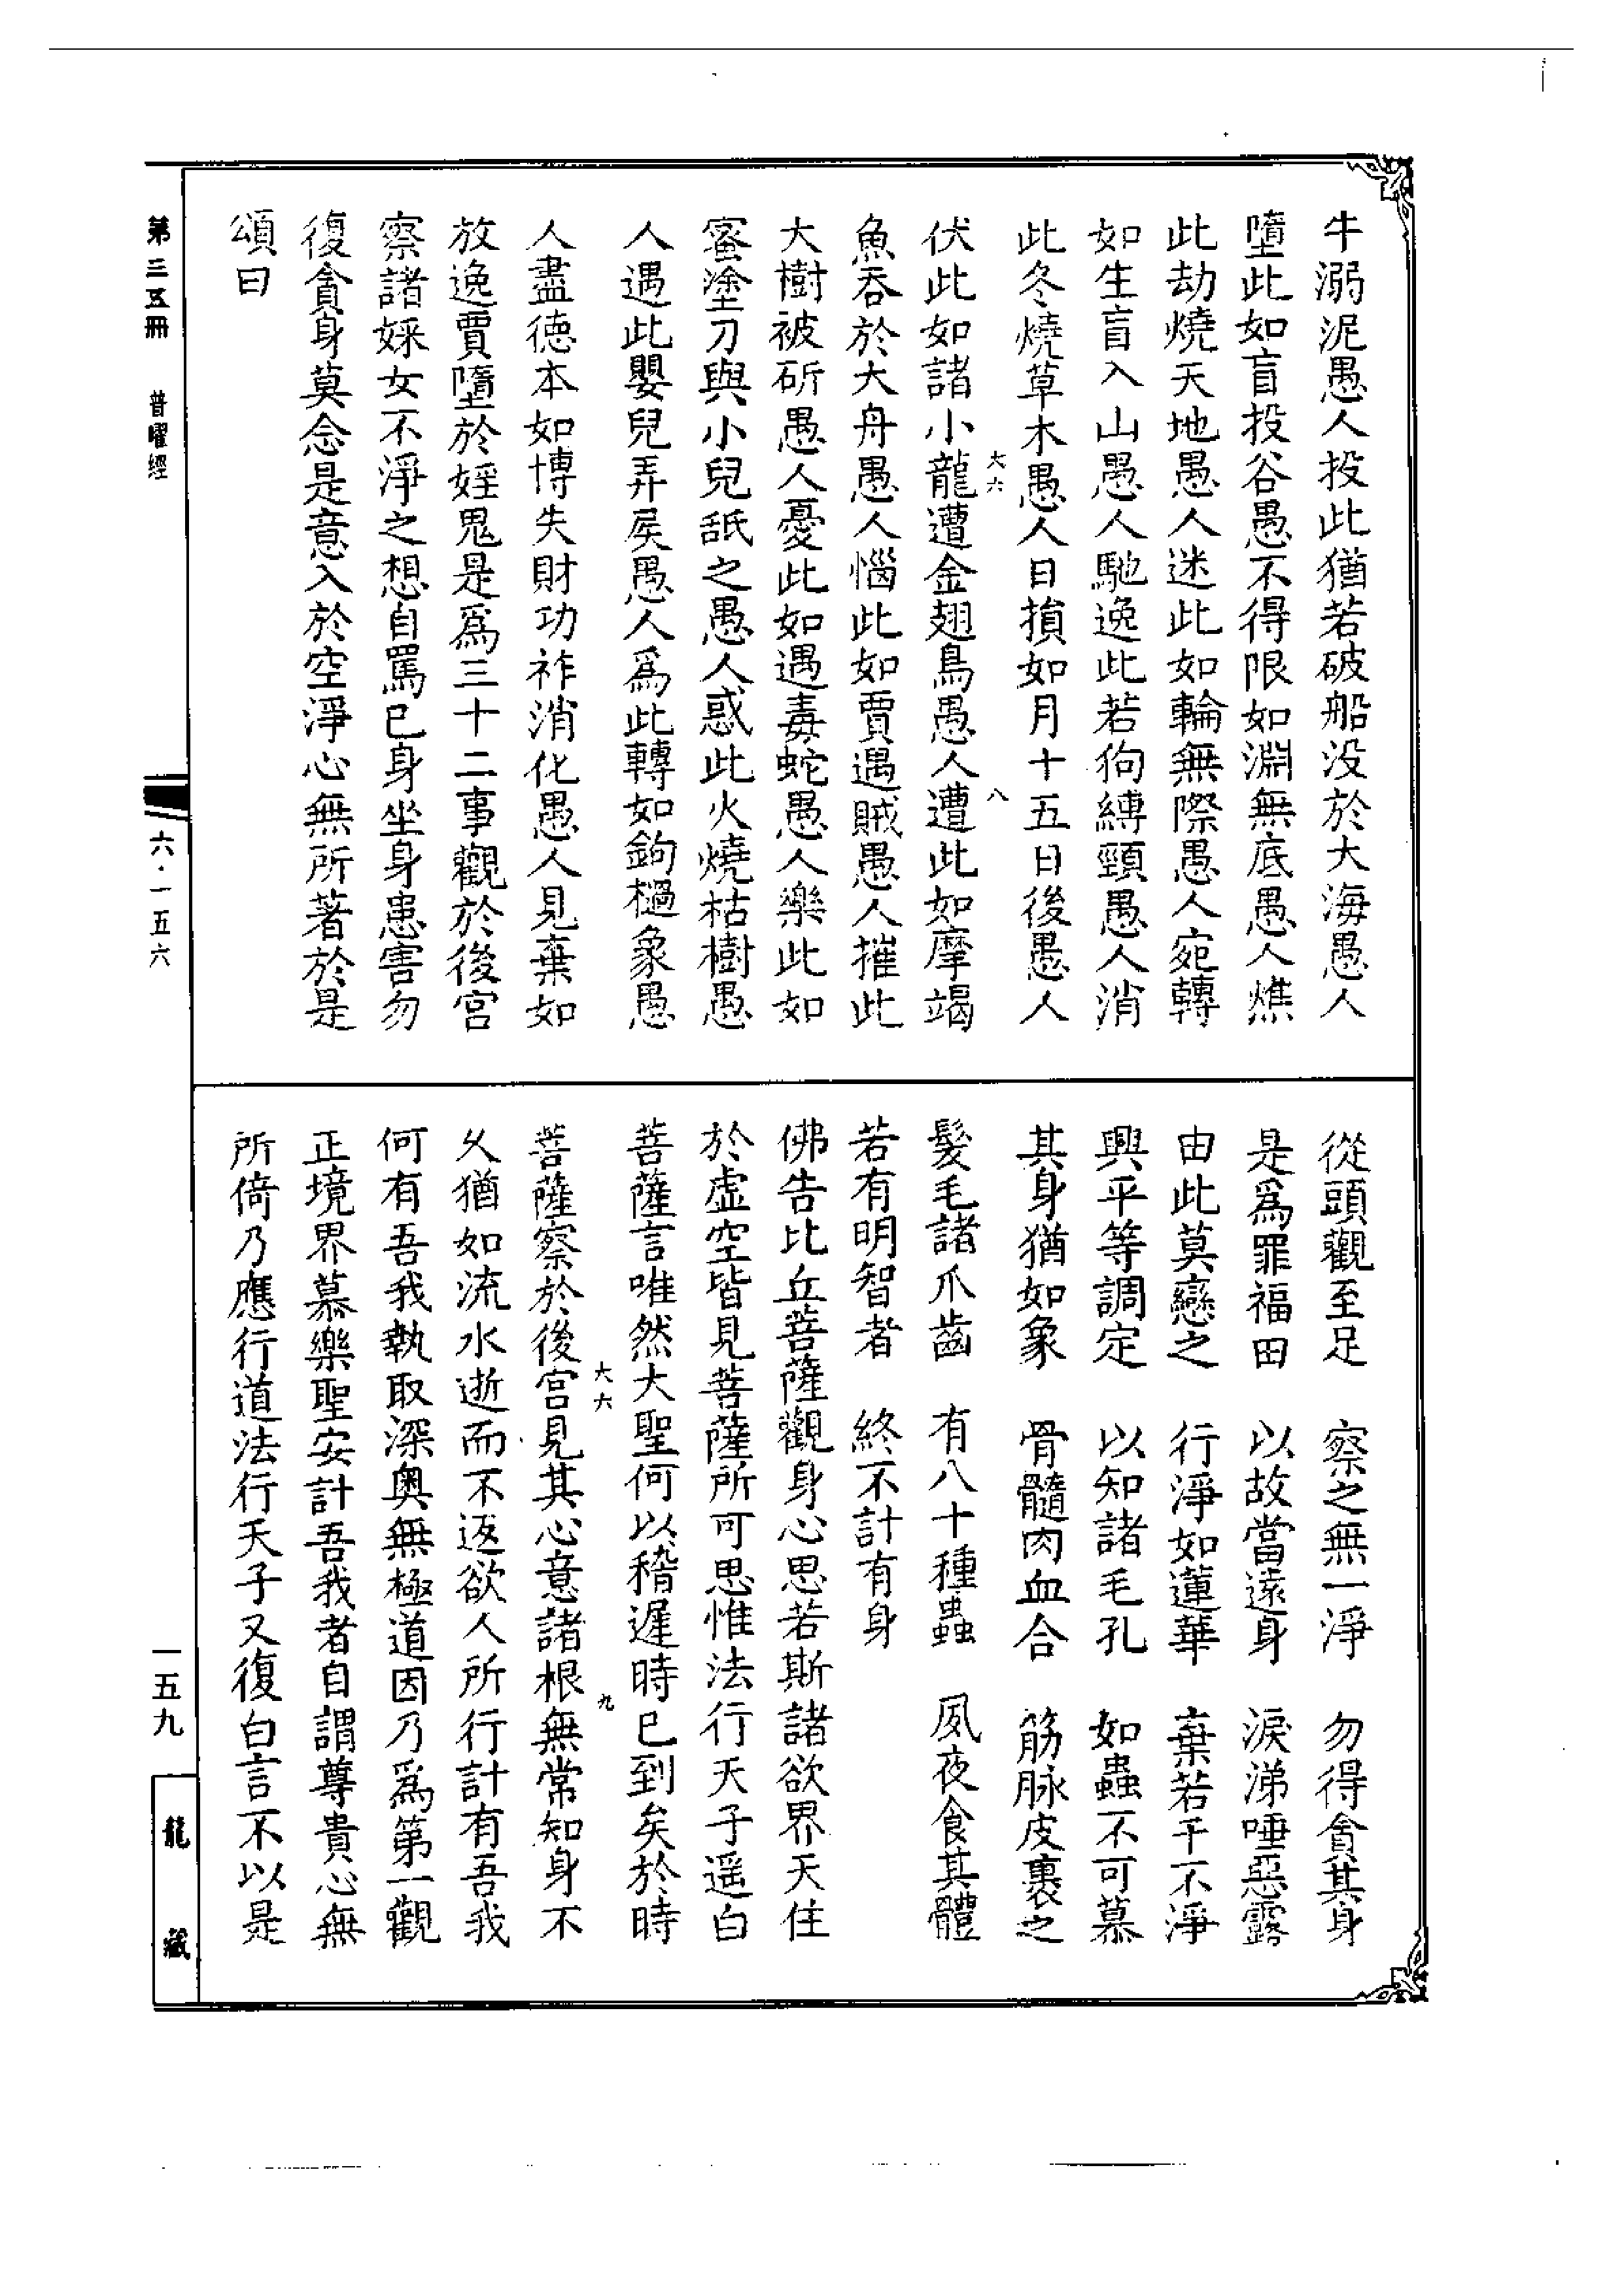 牛溺泥愚人投此猶若破船没於大海愚人
墮此如盲投谷愚不得限如淵無底愚人燋
此劫燒天地愚人迷此如輪無際愚人宛轉
如生盲入山愚人馳逸此若狗縛頸愚人消
此冬燒草木愚人日損如月十五日後愚人
伏此如諸小龍遭金翅鳥愚人遭此如摩竭
大六
八
魚吞於大舟愚人惱此如賈遇賊愚人摧此
大樹被斫愚人憂此如遇毒蛇愚人樂此如
蜜塗刀與小兒舐之愚人惑此火燒枯樹愚
人遇此嬰兒弄㞘愚人為此轉如鉤檛象愚
人盡德本如博失財功祚消化愚人見棄如
放逸賈墮於婬鬼是為三十二事觀於後宮
察諸婇女不淨之想自罵已身坐身患害勿
復貪身莫念是意入於空淨心無所著於是
頌曰
從頭觀至足　察之無一淨　勿得貪其身
是為罪福田　以故當遠身　淚涕唾惡露
由此莫戀之　行淨如蓮華　棄若干不淨
興平等調定　以知諸毛孔　如蟲不可慕
其身猶如象　骨髓肉血合　筋脉皮裹之
髮毛諸爪齒　有八十種蟲　夙夜食其體
若有明智者　終不計有身
佛告比丘菩薩觀身心思若斯諸欲界天住
於虛空皆見菩薩所可思惟法行天子遥白
菩薩言唯然大聖何以稽遲時已到矣於時
菩薩察於後宮見其心意諸根無常知身不
大六
九
久猶如流水逝而不返欲人所行計有吾我
何有吾我執取深奥無極道因乃為第一觀
正境界慕樂聖安計吾我者自謂尊貴心無
所倚乃應行道法行天子又復白言不以是
第三五冊　普曜經
六·一五六
一五九
龍藏